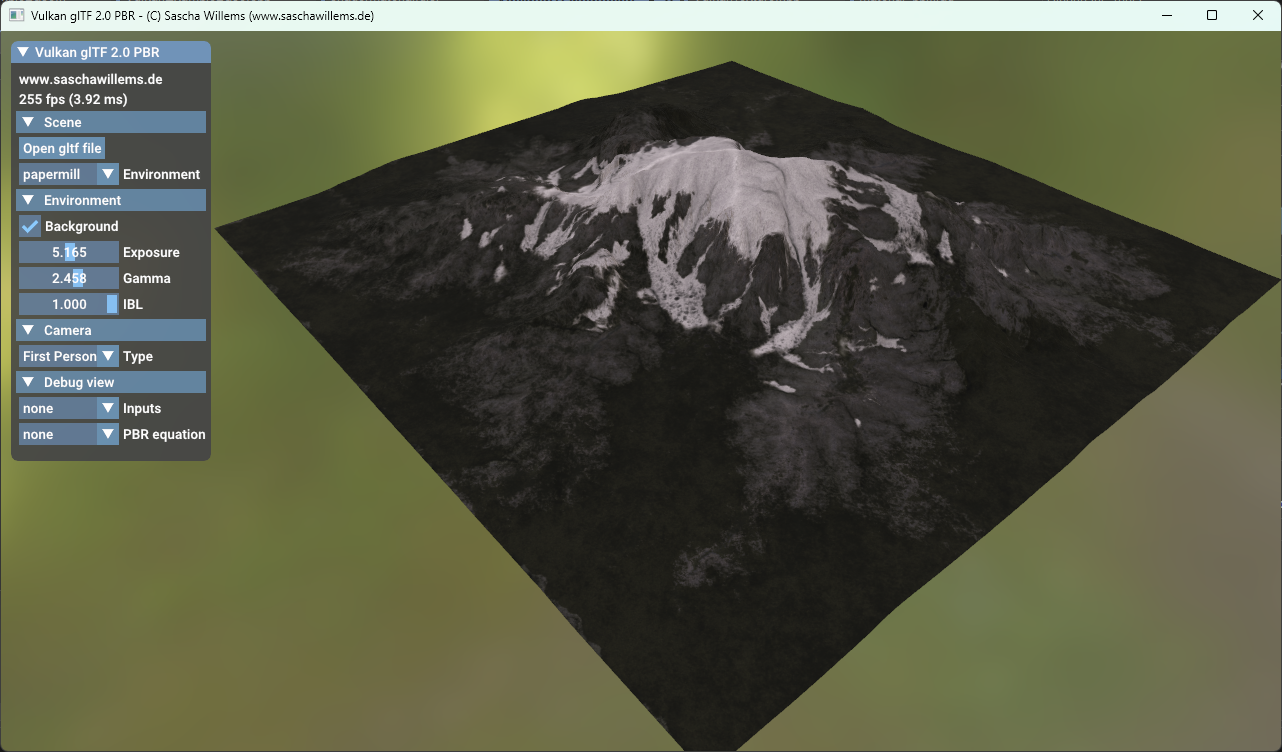 Vulkan glTF 2.0 PBR - (C) Sascha Willems (www.saschawillems.de)
Vulkan glTF 2.0 PBR
www.saschawillems.de
255 fps (3.92 ms)
Scene
Open gltf file
papermill Environment
Environment
Background
5.165 Exposure
2.458 Gamma
1.000 IBL
Camera
First Person Type
Debug view
none Inputs
none PBR equation